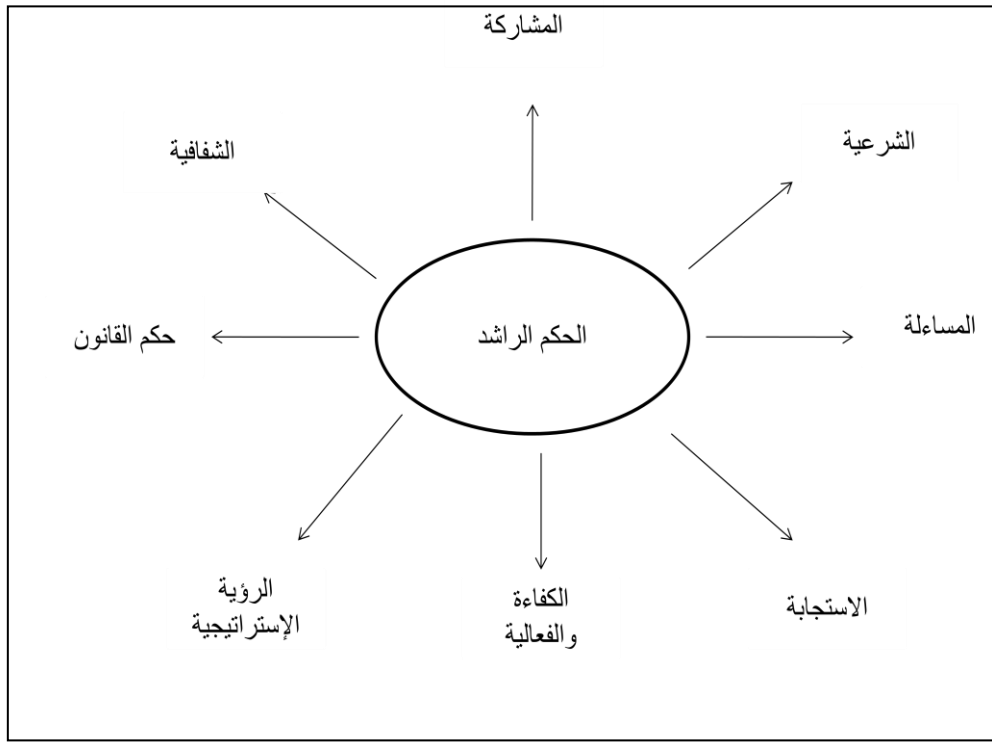 المشاركة
الشرعية
الشفافية
المساءلة
الحكم الراشد
حكم القانون
الاستجابة
الكفاءة
والفعالية
الرؤية
الإستراتيجية